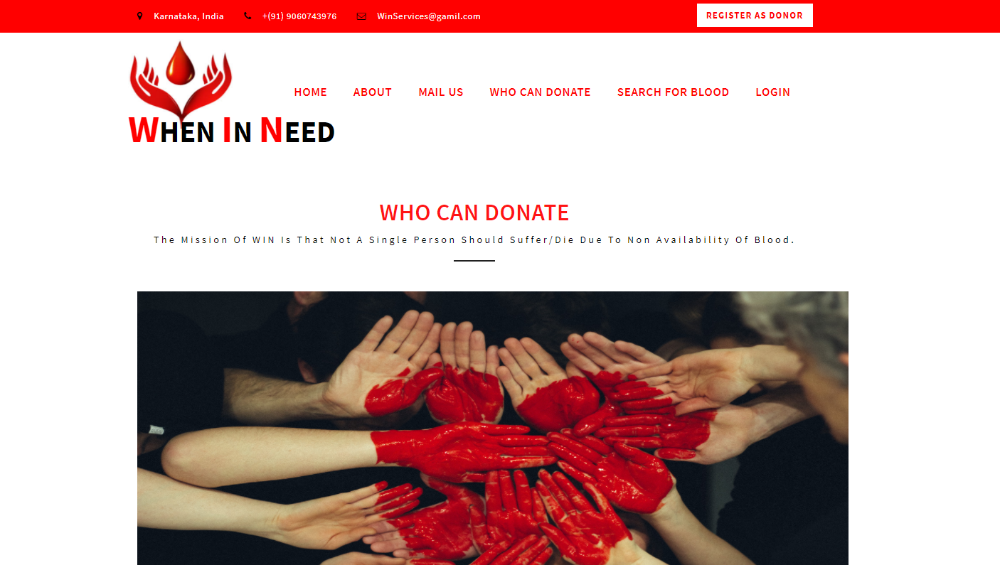 Karnataka, India +(91) 9060743976 WinServices@gamil.com REGISTER AS DONOR
HOME ABOUT MAIL US WHO CAN DONATE SEARCH FOR BLOOD LOGIN
WHEN IN NEED
WHO CAN DONATE
The Mission Of WIN Is That Not A Single Person Should Suffer/Die Due To Non Availability Of Blood.